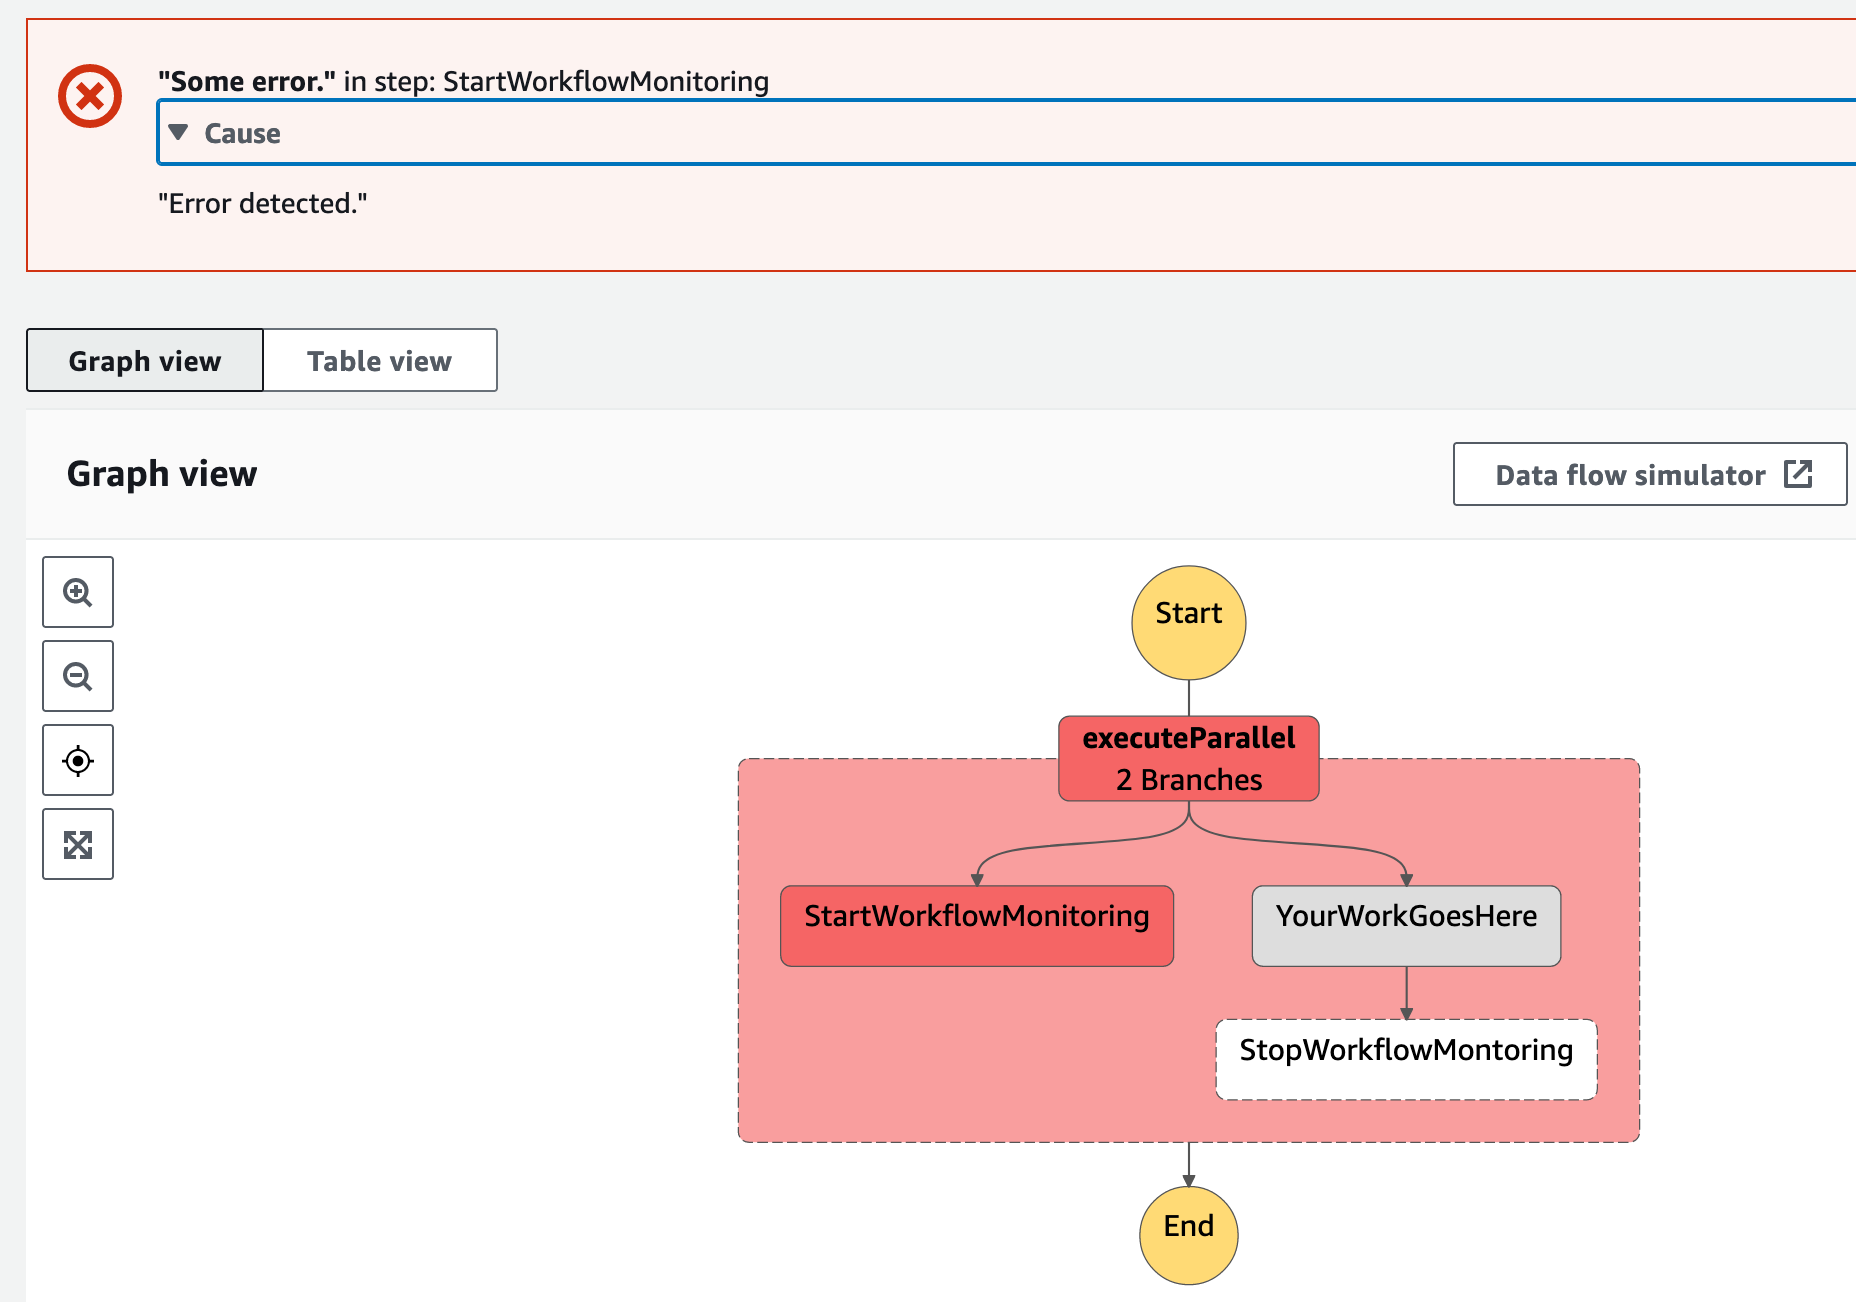 "Some error." in step: StartWorkflowMonitoring
Cause
"Error detected."
Graph view
Table view
Graph view
Data flow simulator
Start
executeParallel
2 Branches
StartWorkflowMonitoring
YourWorkGoesHere
StopWorkflowMontoring
End